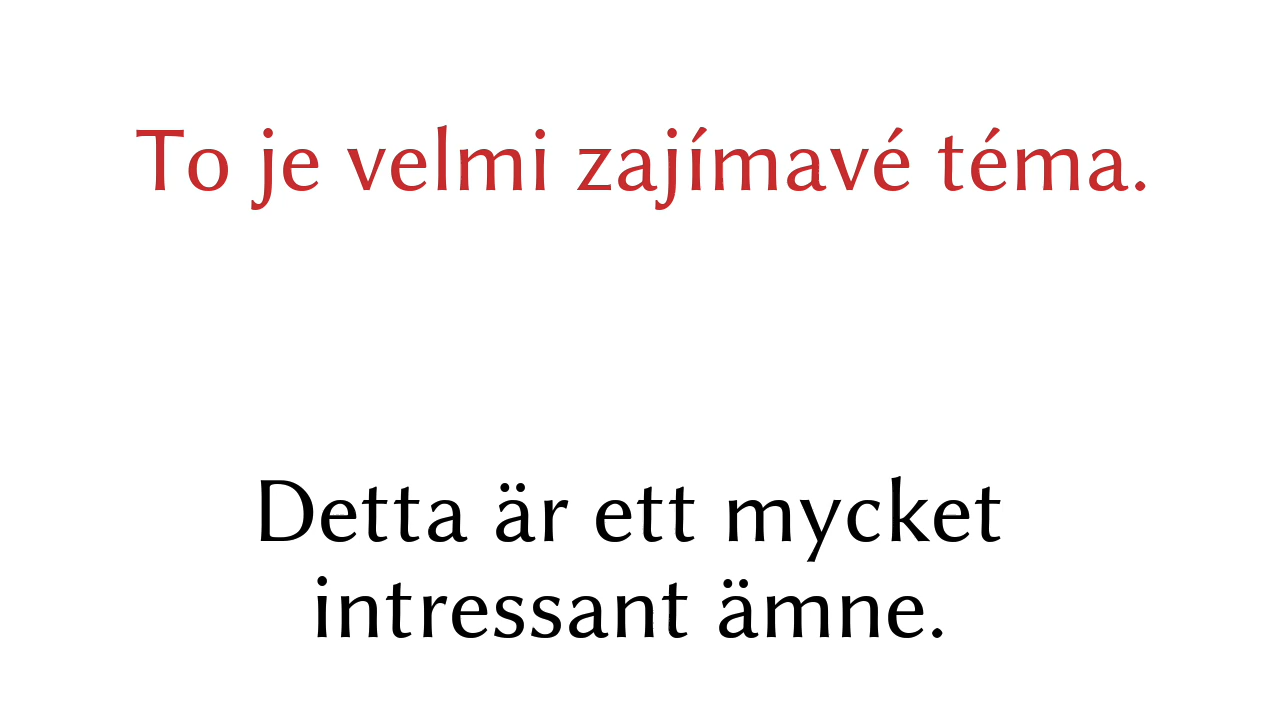 To je velmi zajímavé téma.
Detta är ett mycket
intressant ämne.